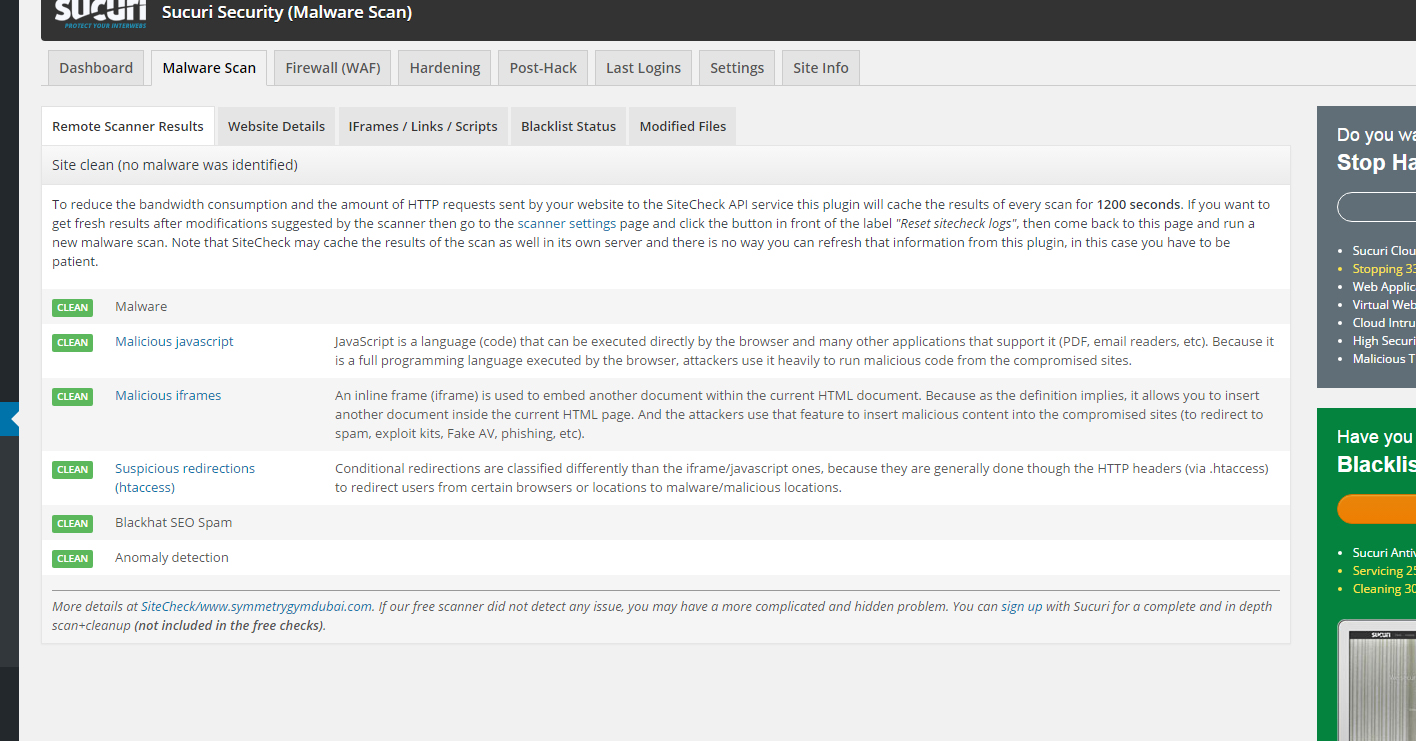 sucuri
PROTECT YOUR INTERWEBS
Sucuri Security (Malware Scan)
Dashboard
Malware Scan
Firewall (WAF)
Hardening
Post-Hack
Last Logins
Settings
Site Info
Remote Scanner Results
Website Details
IFrames / Links / Scripts
Blacklist Status
Modified Files
Site clean (no malware was identified)
To reduce the bandwidth consumption and the amount of HTTP requests sent by your website to the SiteCheck API service this plugin will cache the results of every scan for 1200 seconds. If you want to
get fresh results after modifications suggested by the scanner then go to the scanner settings page and click the button in front of the label "Reset sitecheck logs", then come back to this page and run a
new malware scan. Note that SiteCheck may cache the results of the scan as well in its own server and there is no way you can refresh that information from this plugin, in this case you have to be
patient.
CLEAN Malware
CLEAN Malicious javascript
JavaScript is a language (code) that can be executed directly by the browser and many other applications that support it (PDF, email readers, etc). Because it
is a full programming language executed by the browser, attackers use it heavily to run malicious code from the compromised sites.
CLEAN Malicious iframes
An inline frame (iframe) is used to embed another document within the current HTML document. Because as the definition implies, it allows you to insert
another document inside the current HTML page. And the attackers use that feature to insert malicious content into the compromised sites (to redirect to
spam, exploit kits, Fake AV, phishing, etc).
CLEAN Suspicious redirections
(htaccess)
Conditional redirections are classified differently than the iframe/javascript ones, because they are generally done though the HTTP headers (via .htaccess)
to redirect users from certain browsers or locations to malware/malicious locations.
CLEAN Blackhat SEO Spam
CLEAN Anomaly detection
More details at SiteCheck/www.symmetrygymdubai.com. If our free scanner did not detect any issue, you may have a more complicated and hidden problem. You can sign up with Sucuri for a complete and in depth
scan+cleanup (not included in the free checks).
Do you wa
Stop Ha
Sucuri Clou
Stopping 33
Web Applic
Virtual Web
Cloud Intru
High Securi
Malicious T
Have you
Blacklis
Sucuri Antiv
Servicing 25
Cleaning 30
sucuri